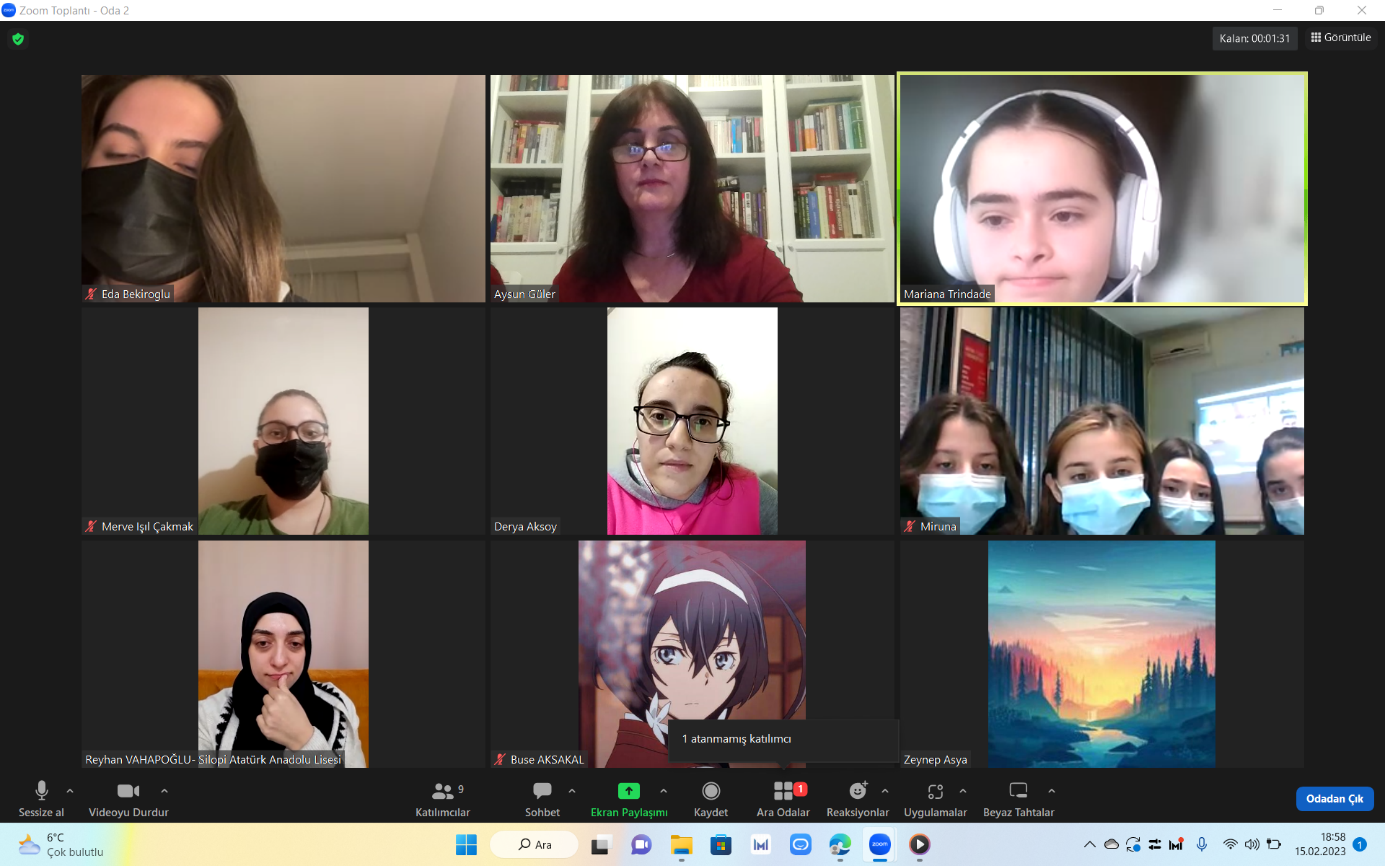 Zoom Toplantı - Oda 2
Kalan: 00:01:31
Görüntüle
Eda Bekiroglu
Aysun Güler
Mariana Trindade
Merve Işıl Çakmak
Derya Aksoy
Miruna
Reyhan VAHAPOĞLU- Silopi Atatürk Anadolu Lisesi
Buse AKSAKAL
1 atanmamış katılımcı
Zeynep Asya
Sessize al
Videoyu Durdur
9
Katılımcılar
Sohbet
Ekran Paylaşımı
Kaydet
1
Ara Odalar
Reaksiyonlar
Uygulamalar
Beyaz Tahtalar
Odadan Çık
6°C
Çok bulutlu
Ara
zoom
18:58
15.02.2023
1